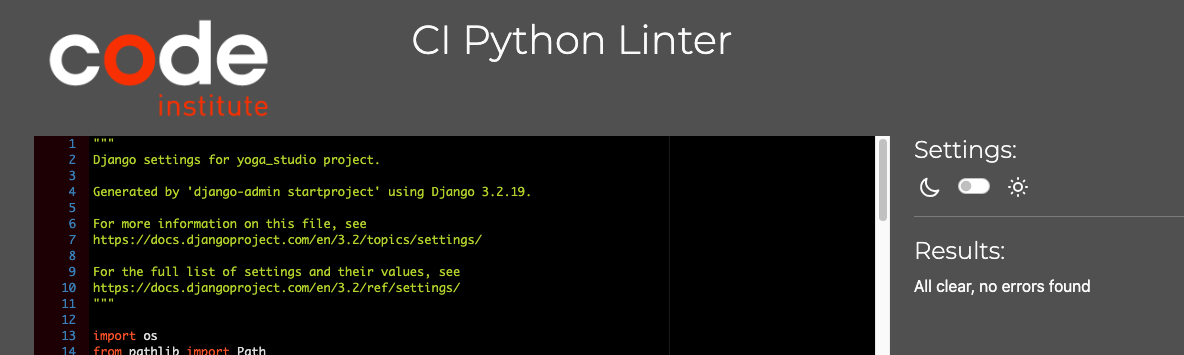 code
institute
CI Python Linter
1 """
2 Django settings for yoga_studio project.
3
4 Generated by 'django-admin startproject' using Django 3.2.19.
5
6 For more information on this file, see
7 https://docs.djangoproject.com/en/3.2/topics/settings/
8
9 For the full list of settings and their values, see
10 https://docs.djangoproject.com/en/3.2/ref/settings/
11 """
12
13 import os
14 from pathlib import Path
Settings:
Results:
All clear, no errors found